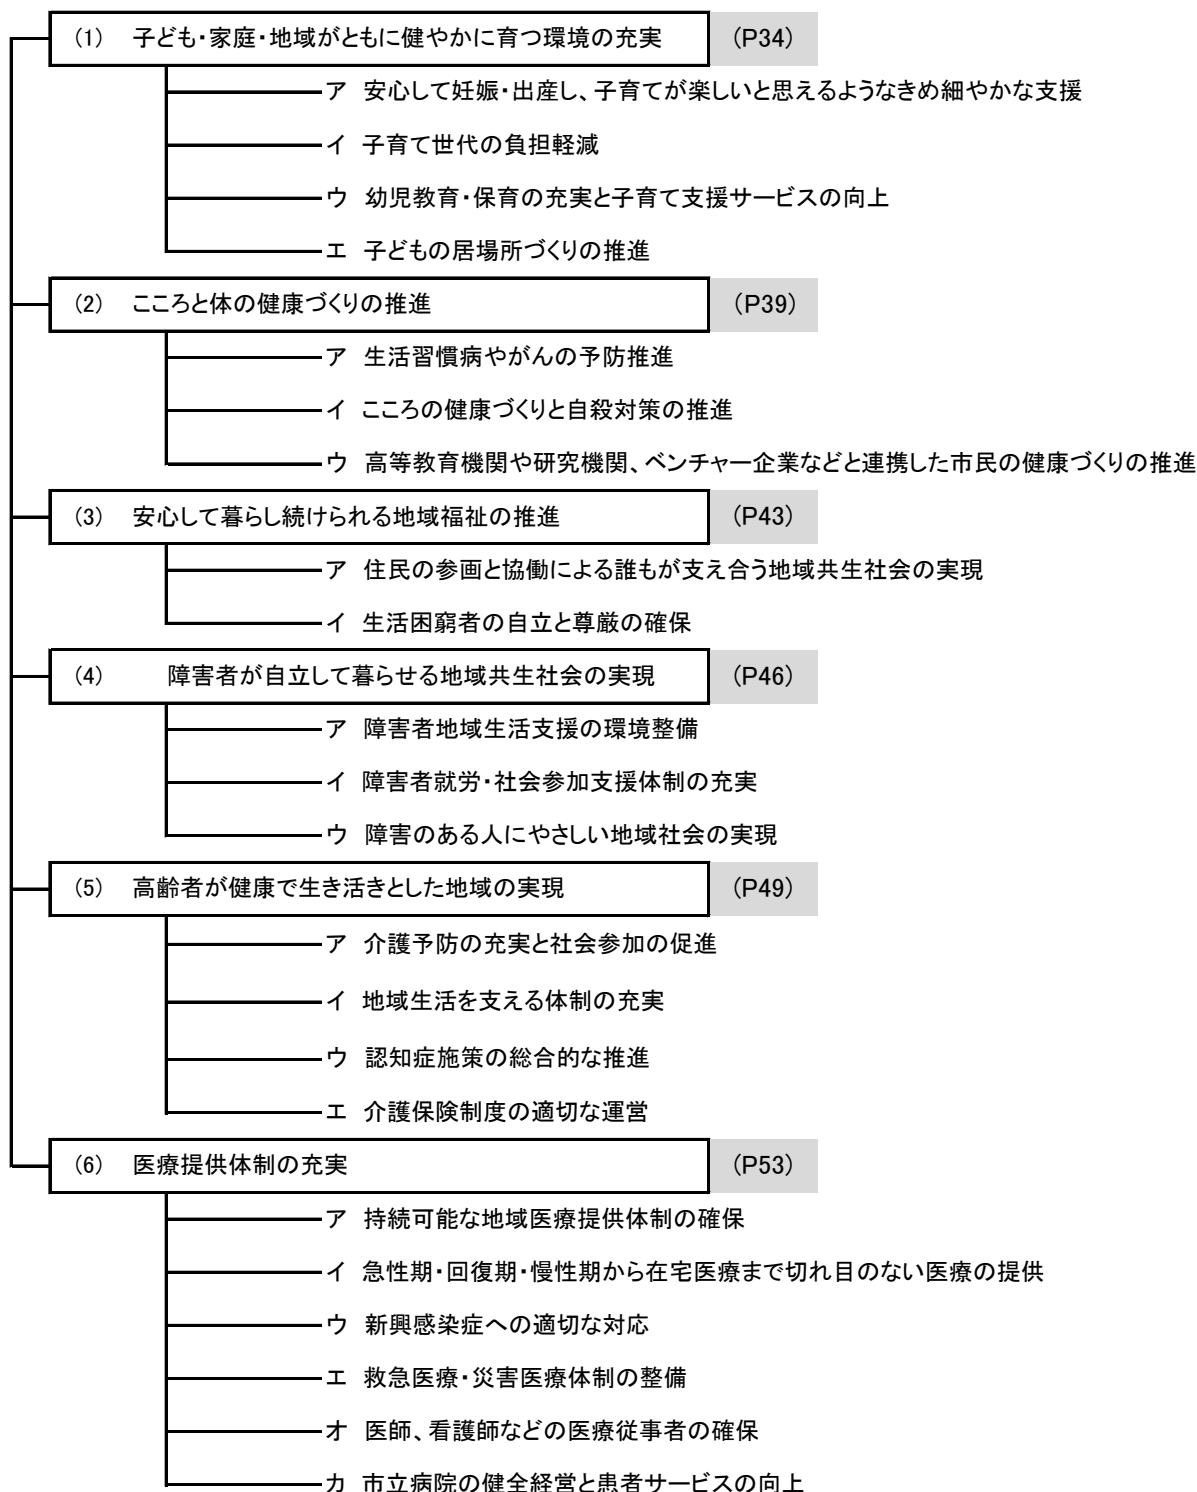 (1) 子ども・家庭・地域がともに健やかに育つ環境の充実 (P34)
ア 安心して妊娠・出産し、子育てが楽しいと思えるようなきめ細やかな支援
イ 子育て世代の負担軽減
ウ 幼児教育・保育の充実と子育て支援サービスの向上
エ 子どもの居場所づくりの推進
(2) こころと体の健康づくりの推進 (P39)
ア 生活習慣病やがんの予防推進
イ こころの健康づくりと自殺対策の推進
ウ 高等教育機関や研究機関、ベンチャー企業などと連携した市民の健康づくりの推進
(3) 安心して暮らし続けられる地域福祉の推進 (P43)
ア 住民の参画と協働による誰もが支え合う地域共生社会の実現
イ 生活困窮者の自立と尊厳の確保
(4) 障害者が自立して暮らせる地域共生社会の実現 (P46)
ア 障害者地域生活支援の環境整備
イ 障害者就労・社会参加支援体制の充実
ウ 障害のある人にやさしい地域社会の実現
(5) 高齢者が健康で生き活きとした地域の実現 (P49)
ア 介護予防の充実と社会参加の促進
イ 地域生活を支える体制の充実
ウ 認知症施策の総合的な推進
エ 介護保険制度の適切な運営
(6) 医療提供体制の充実 (P53)
ア 持続可能な地域医療提供体制の確保
イ 急性期・回復期・慢性期から在宅医療まで切れ目のない医療の提供
ウ 新興感染症への適切な対応
エ 救急医療・災害医療体制の整備
オ 医師、看護師などの医療従事者の確保
カ 市立病院の健全経営と患者サービスの向上